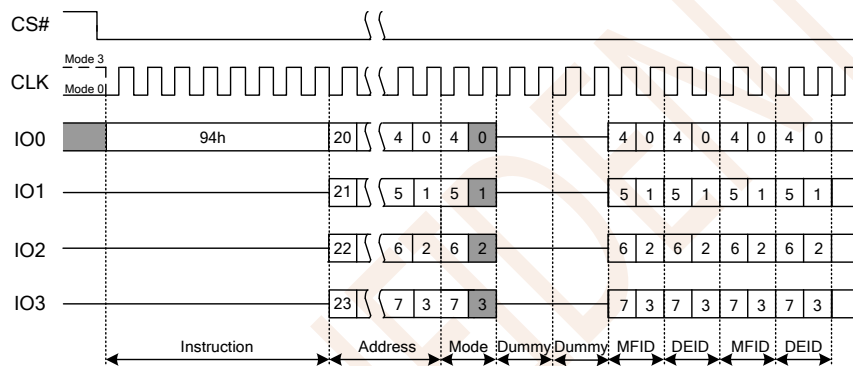 CS#
Mode 3
CLK
Mode 0
IO0 94h 20 4 0 4 0 4 0 4 0 4 0 4 0
IO1 21 5 1 5 1 5 1 5 1 5 1 5 1
IO2 22 6 2 6 2 6 2 6 2 6 2 6 2
IO3 23 7 3 7 3 7 3 7 3 7 3 7 3
Instruction Address Mode Dummy Dummy MFID DEID MFID DEID